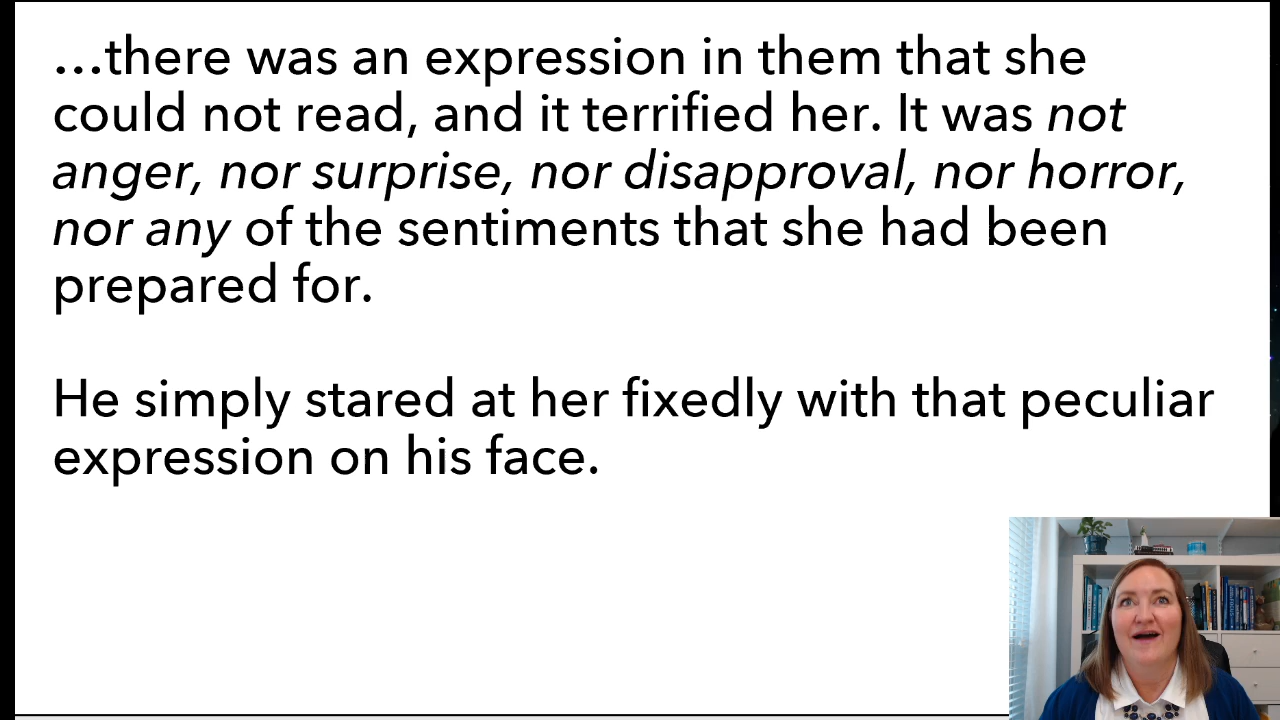 …there was an expression in them that she
could not read, and it terrified her. It was not
anger, nor surprise, nor disapproval, nor horror,
nor any of the sentiments that she had been
prepared for.
He simply stared at her fixedly with that peculiar
expression on his face.